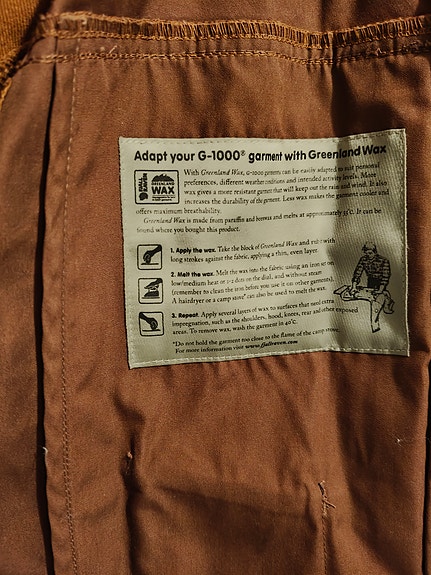 Adapt your G-1000® garment with Greenland Wax
FJÄLL RÄVEN
GREENLAND
WAX
With Greenland Wax, G-1000 garments can be easily adapted to suit personal
preferences, different weather conditions and intended activity levels. More
wax gives a more resistant garment that will keep out the rain and wind. It also
increases the durability of the garment. Less wax makes the garment cooler and
offers maximum breathability.
Greenland Wax is made from paraffin and beeswax and melts at approximately 55°C. It can be
found where you bought this product.
1. Apply the wax. Take the block of Greenland Wax and rub with
long strokes against the fabric, applying a thin, even layer.
2. Melt the wax. Melt the wax into the fabric using an iron set on
low/medium heat or 1-2 dots on the dial, and without steam
(remember to clean the iron before you use it on other garments).
A hairdryer or a camp stove* can also be used to melt the wax.
3. Repeat. Apply several layers of wax to surfaces that need extra
impregnation, such as the shoulders, hood, knees, rear and other exposed
areas. To remove wax, wash the garment in 40°C.
*Do not hold the garment too close to the flame of the camp stove.
For more information visit www.fjallraven.com